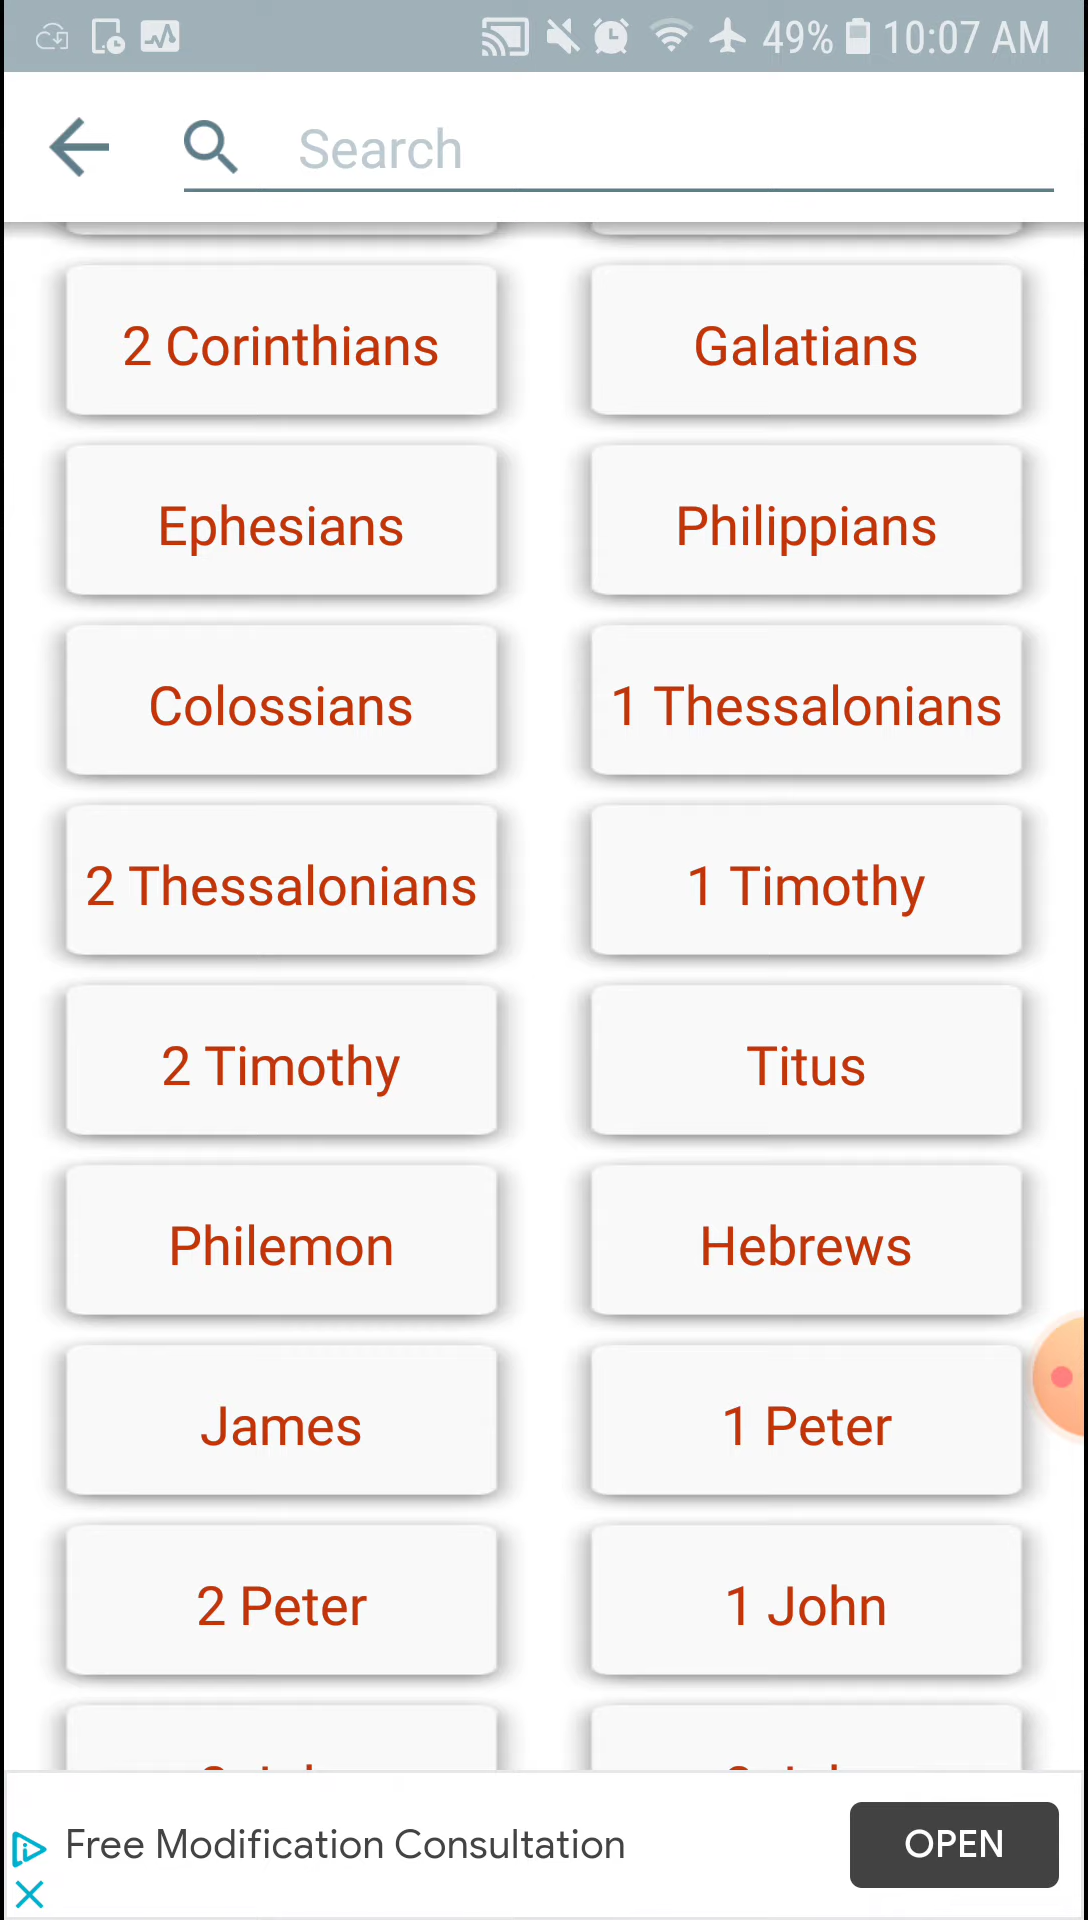 49% 10:07 AM
Search
2 Corinthians
Galatians
Ephesians
Philippians
Colossians
1 Thessalonians
2 Thessalonians
1 Timothy
2 Timothy
Titus
Philemon
Hebrews
James
1 Peter
2 Peter
1 John
Free Modification Consultation
OPEN